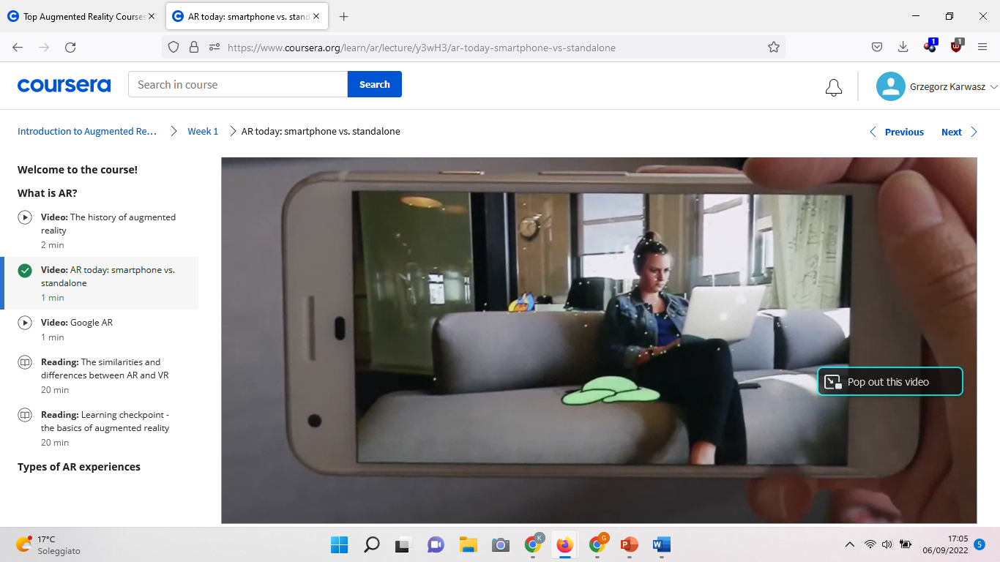 Top Augmented Reality Courses
AR today: smartphone vs. stand
https://www.coursera.org/learn/ar/lecture/y3wH3/ar-today-smartphone-vs-standalone
1
1
coursera
Search in course
Search
Grzegorz Karwasz
Introduction to Augmented Re...
Week 1
AR today: smartphone vs. standalone
Previous
Next
Welcome to the course!
What is AR?
Video: The history of augmented
reality
2 min
Video: AR today: smartphone vs.
standalone
1 min
Video: Google AR
1 min
Reading: The similarities and
differences between AR and VR
20 min
Reading: Learning checkpoint -
the basics of augmented reality
20 min
Types of AR experiences
Pop out this video
17°C
Soleggiato
K
G
P
W
17:05
06/09/2022
5